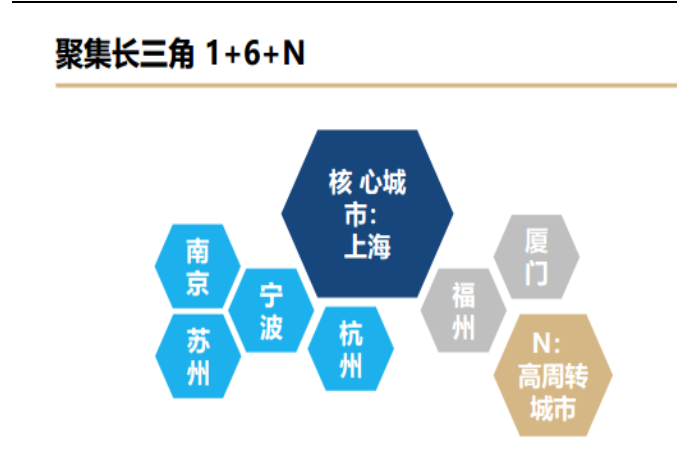 聚集长三角 1+6+N
核 心城
市：
上海
南
京
宁
波
苏
州
杭
州
福
州
厦
门
N：
高周转
城市